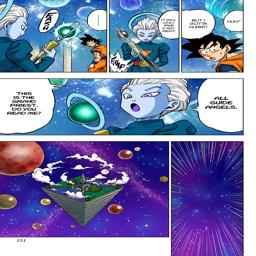 HUH?
BUT I
GOTTA
HURRY!
IT WILL
ONLY
TAKE A
MOMENT.
ALL
GUIDE
ANGELS,
THIS
IS THE
GRAND
PRIEST.
DO YOU
READ ME?
151